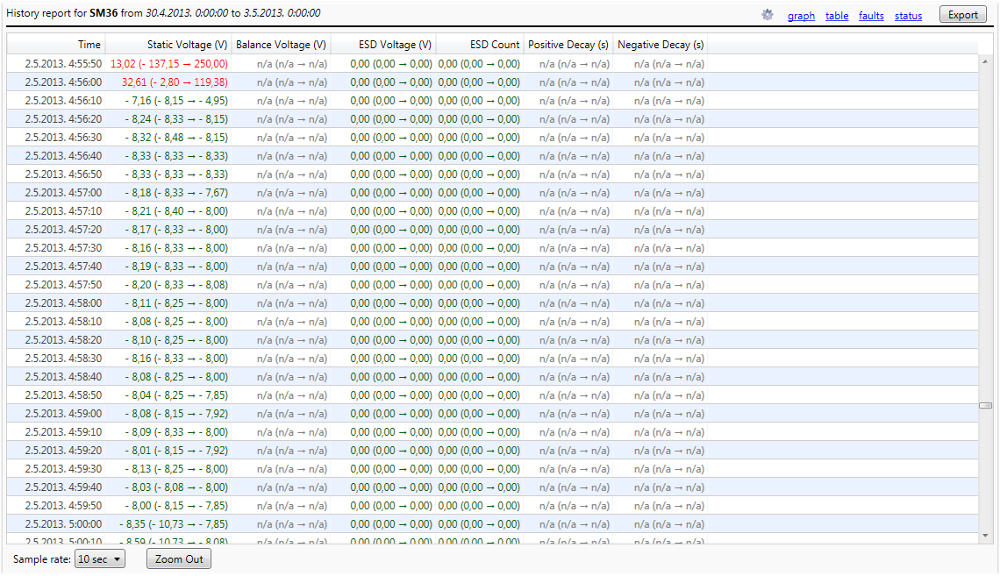 History report for SM36 from 30.4.2013. 0:00:00 to 3.5.2013. 0:00:00 graph table faults status Export
Time Static Voltage (V) Balance Voltage (V) ESD Voltage (V) ESD Count Positive Decay (s) Negative Decay (s)
2.5.2013. 4:55:50 13,02 (- 137,15 → 250,00) n/a (n/a → n/a) 0,00 (0,00 → 0,00) 0,00 (0,00 → 0,00) n/a (n/a → n/a) n/a (n/a → n/a)
2.5.2013. 4:56:00 32,61 (- 2,80 → 119,38) n/a (n/a → n/a) 0,00 (0,00 → 0,00) 0,00 (0,00 → 0,00) n/a (n/a → n/a) n/a (n/a → n/a)
2.5.2013. 4:56:10 - 7,16 (- 8,15 → - 4,95) n/a (n/a → n/a) 0,00 (0,00 → 0,00) 0,00 (0,00 → 0,00) n/a (n/a → n/a) n/a (n/a → n/a)
2.5.2013. 4:56:20 - 8,24 (- 8,33 → - 8,15) n/a (n/a → n/a) 0,00 (0,00 → 0,00) 0,00 (0,00 → 0,00) n/a (n/a → n/a) n/a (n/a → n/a)
2.5.2013. 4:56:30 - 8,32 (- 8,48 → - 8,15) n/a (n/a → n/a) 0,00 (0,00 → 0,00) 0,00 (0,00 → 0,00) n/a (n/a → n/a) n/a (n/a → n/a)
2.5.2013. 4:56:40 - 8,33 (- 8,33 → - 8,33) n/a (n/a → n/a) 0,00 (0,00 → 0,00) 0,00 (0,00 → 0,00) n/a (n/a → n/a) n/a (n/a → n/a)
2.5.2013. 4:56:50 - 8,33 (- 8,33 → - 8,33) n/a (n/a → n/a) 0,00 (0,00 → 0,00) 0,00 (0,00 → 0,00) n/a (n/a → n/a) n/a (n/a → n/a)
2.5.2013. 4:57:00 - 8,18 (- 8,33 → - 7,67) n/a (n/a → n/a) 0,00 (0,00 → 0,00) 0,00 (0,00 → 0,00) n/a (n/a → n/a) n/a (n/a → n/a)
2.5.2013. 4:57:10 - 8,21 (- 8,40 → - 8,00) n/a (n/a → n/a) 0,00 (0,00 → 0,00) 0,00 (0,00 → 0,00) n/a (n/a → n/a) n/a (n/a → n/a)
2.5.2013. 4:57:20 - 8,17 (- 8,33 → - 8,00) n/a (n/a → n/a) 0,00 (0,00 → 0,00) 0,00 (0,00 → 0,00) n/a (n/a → n/a) n/a (n/a → n/a)
2.5.2013. 4:57:30 - 8,16 (- 8,33 → - 8,00) n/a (n/a → n/a) 0,00 (0,00 → 0,00) 0,00 (0,00 → 0,00) n/a (n/a → n/a) n/a (n/a → n/a)
2.5.2013. 4:57:40 - 8,19 (- 8,33 → - 8,00) n/a (n/a → n/a) 0,00 (0,00 → 0,00) 0,00 (0,00 → 0,00) n/a (n/a → n/a) n/a (n/a → n/a)
2.5.2013. 4:57:50 - 8,20 (- 8,33 → - 8,08) n/a (n/a → n/a) 0,00 (0,00 → 0,00) 0,00 (0,00 → 0,00) n/a (n/a → n/a) n/a (n/a → n/a)
2.5.2013. 4:58:00 - 8,11 (- 8,25 → - 8,00) n/a (n/a → n/a) 0,00 (0,00 → 0,00) 0,00 (0,00 → 0,00) n/a (n/a → n/a) n/a (n/a → n/a)
2.5.2013. 4:58:10 - 8,08 (- 8,25 → - 8,00) n/a (n/a → n/a) 0,00 (0,00 → 0,00) 0,00 (0,00 → 0,00) n/a (n/a → n/a) n/a (n/a → n/a)
2.5.2013. 4:58:20 - 8,10 (- 8,25 → - 8,00) n/a (n/a → n/a) 0,00 (0,00 → 0,00) 0,00 (0,00 → 0,00) n/a (n/a → n/a) n/a (n/a → n/a)
2.5.2013. 4:58:30 - 8,16 (- 8,33 → - 8,00) n/a (n/a → n/a) 0,00 (0,00 → 0,00) 0,00 (0,00 → 0,00) n/a (n/a → n/a) n/a (n/a → n/a)
2.5.2013. 4:58:40 - 8,08 (- 8,25 → - 8,00) n/a (n/a → n/a) 0,00 (0,00 → 0,00) 0,00 (0,00 → 0,00) n/a (n/a → n/a) n/a (n/a → n/a)
2.5.2013. 4:58:50 - 8,04 (- 8,25 → - 7,85) n/a (n/a → n/a) 0,00 (0,00 → 0,00) 0,00 (0,00 → 0,00) n/a (n/a → n/a) n/a (n/a → n/a)
2.5.2013. 4:59:00 - 8,08 (- 8,15 → - 7,92) n/a (n/a → n/a) 0,00 (0,00 → 0,00) 0,00 (0,00 → 0,00) n/a (n/a → n/a) n/a (n/a → n/a)
2.5.2013. 4:59:10 - 8,09 (- 8,33 → - 8,00) n/a (n/a → n/a) 0,00 (0,00 → 0,00) 0,00 (0,00 → 0,00) n/a (n/a → n/a) n/a (n/a → n/a)
2.5.2013. 4:59:20 - 8,01 (- 8,15 → - 7,92) n/a (n/a → n/a) 0,00 (0,00 → 0,00) 0,00 (0,00 → 0,00) n/a (n/a → n/a) n/a (n/a → n/a)
2.5.2013. 4:59:30 - 8,13 (- 8,25 → - 8,00) n/a (n/a → n/a) 0,00 (0,00 → 0,00) 0,00 (0,00 → 0,00) n/a (n/a → n/a) n/a (n/a → n/a)
2.5.2013. 4:59:40 - 8,03 (- 8,08 → - 8,00) n/a (n/a → n/a) 0,00 (0,00 → 0,00) 0,00 (0,00 → 0,00) n/a (n/a → n/a) n/a (n/a → n/a)
2.5.2013. 4:59:50 - 8,00 (- 8,15 → - 7,85) n/a (n/a → n/a) 0,00 (0,00 → 0,00) 0,00 (0,00 → 0,00) n/a (n/a → n/a) n/a (n/a → n/a)
2.5.2013. 5:00:00 - 8,35 (- 10,73 → - 7,85) n/a (n/a → n/a) 0,00 (0,00 → 0,00) 0,00 (0,00 → 0,00) n/a (n/a → n/a) n/a (n/a → n/a)
2.5.2013. 5:00:10 - 8,59 (- 10,73 → - 8,08) n/a (n/a → n/a) 0,00 (0,00 → 0,00) 0,00 (0,00 → 0,00) n/a (n/a → n/a) n/a (n/a → n/a)
Sample rate: 10 sec Zoom Out